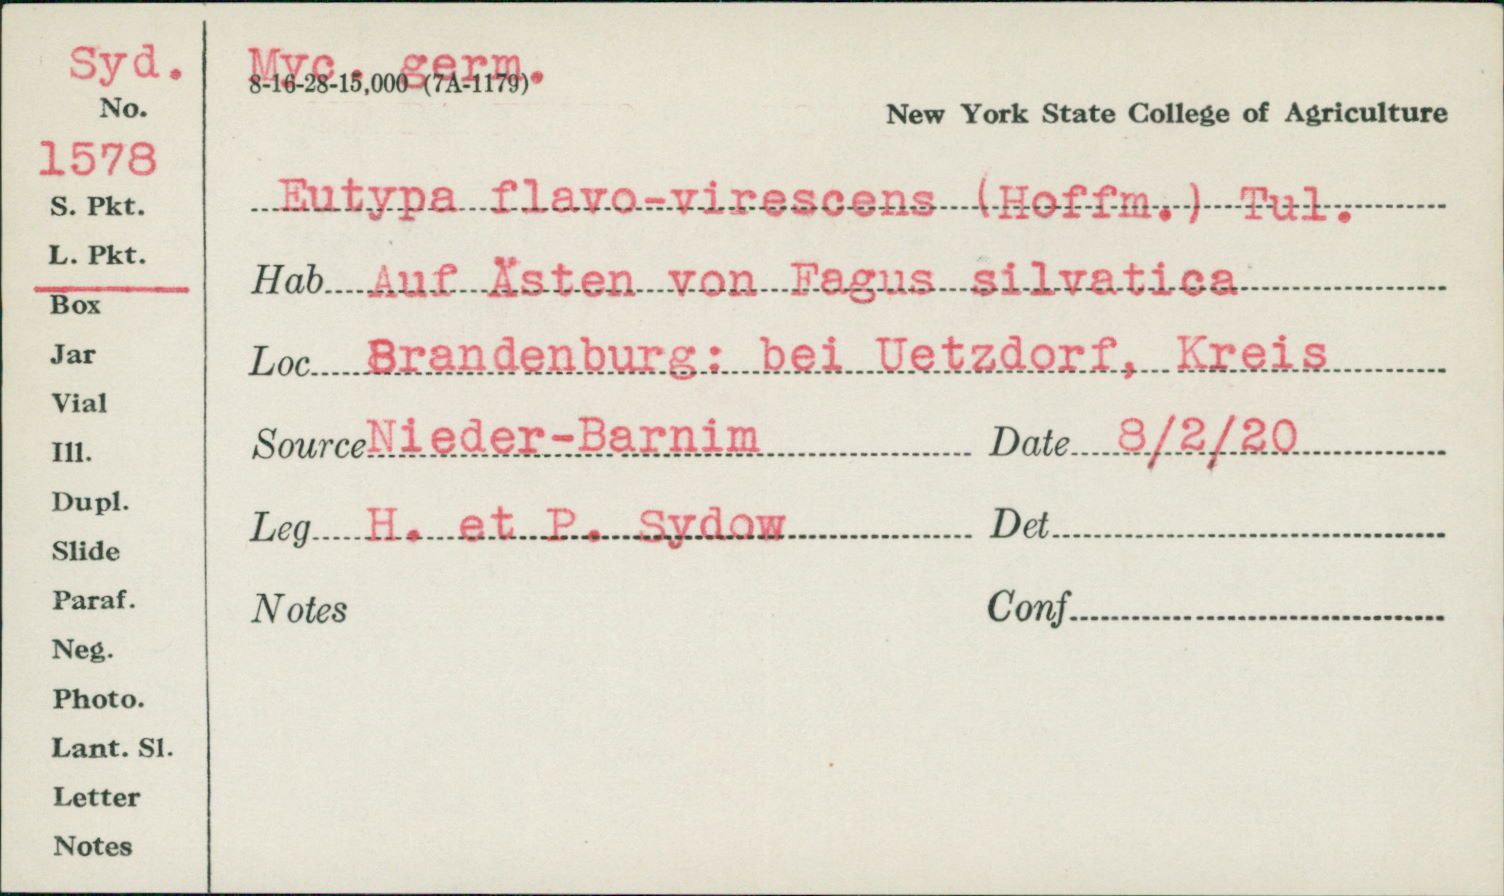 Syd. Myc. germ.
8-16-28-15,000 (7A-1179)
No.
New York State College of Agriculture
1578
S. Pkt.
Eutypa flavo-virescens (Hoffm.) Tul.
L. Pkt.
Hab Auf Ästen von Fagus silvatica
Box
Jar
Loc Brandenburg: bei Uetzdorf, Kreis
Vial
Ill.
Source Nieder-Barnim Date 8/2/20
Dupl.
Leg H. et P. Sydow Det
Slide
Paraf.
Notes Conf
Neg.
Photo.
Lant. Sl.
Letter
Notes